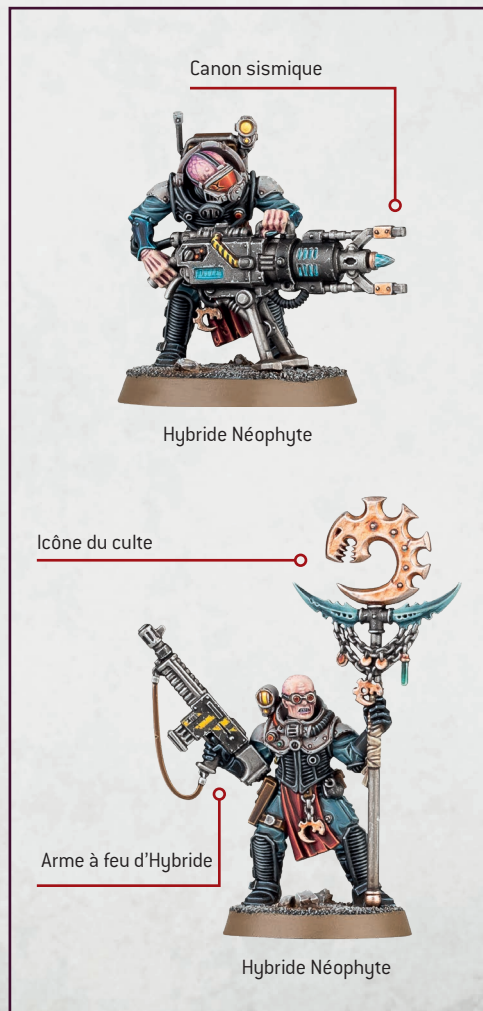 Canon sismique
Hybride Néophyte
Icône du culte
Arme à feu d'Hybride
Hybride Néophyte